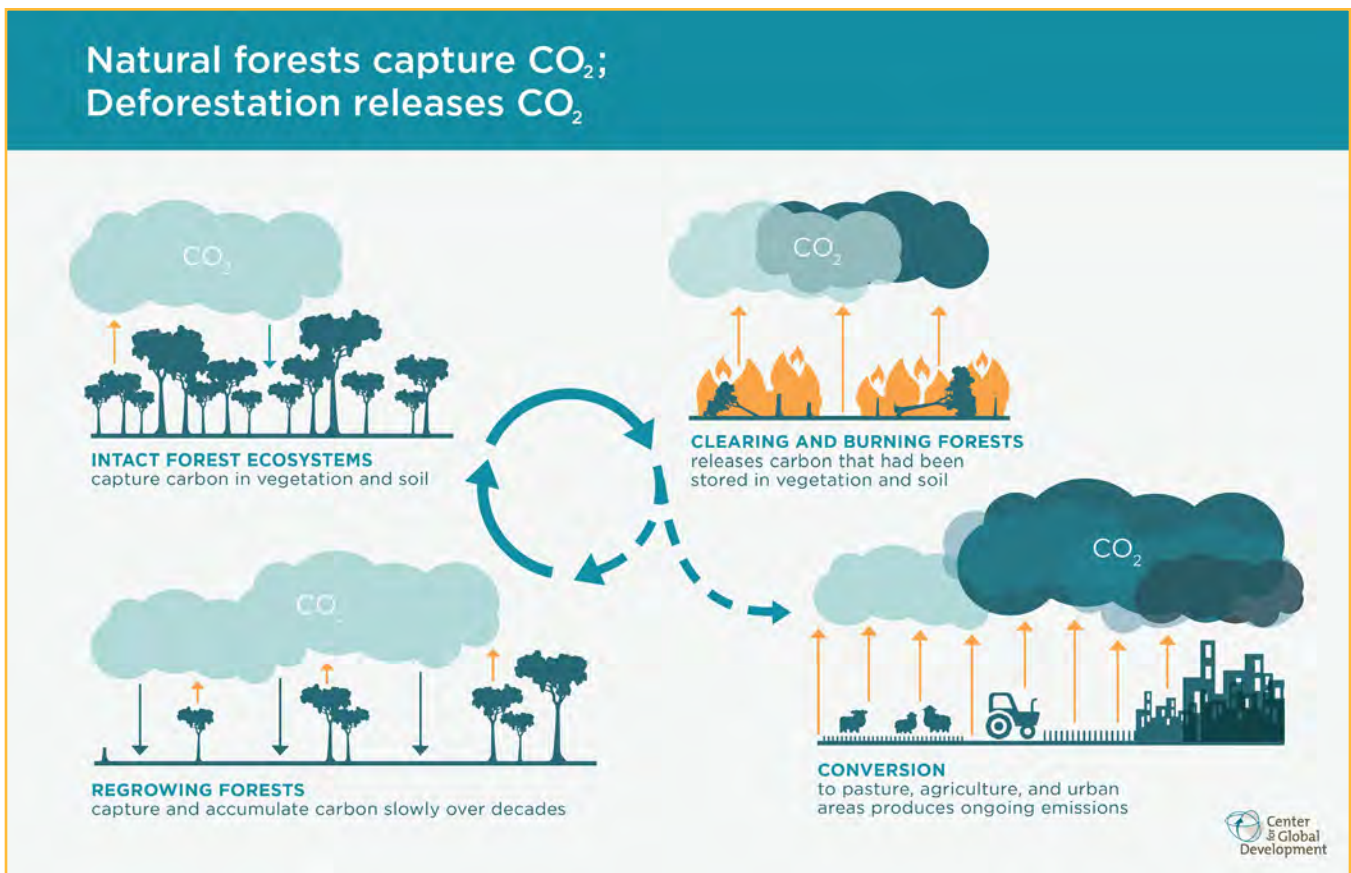 Natural forests capture CO₂;
Deforestation releases CO₂
CO₂
INTACT FOREST ECOSYSTEMS
capture carbon in vegetation and soil
CO₂
CLEARING AND BURNING FORESTS
releases carbon that had been
stored in vegetation and soil
CO
REGROWING FORESTS
capture and accumulate carbon slowly over decades
CO₂
CONVERSION
to pasture, agriculture, and urban
areas produces ongoing emissions
Center
for Global
Development